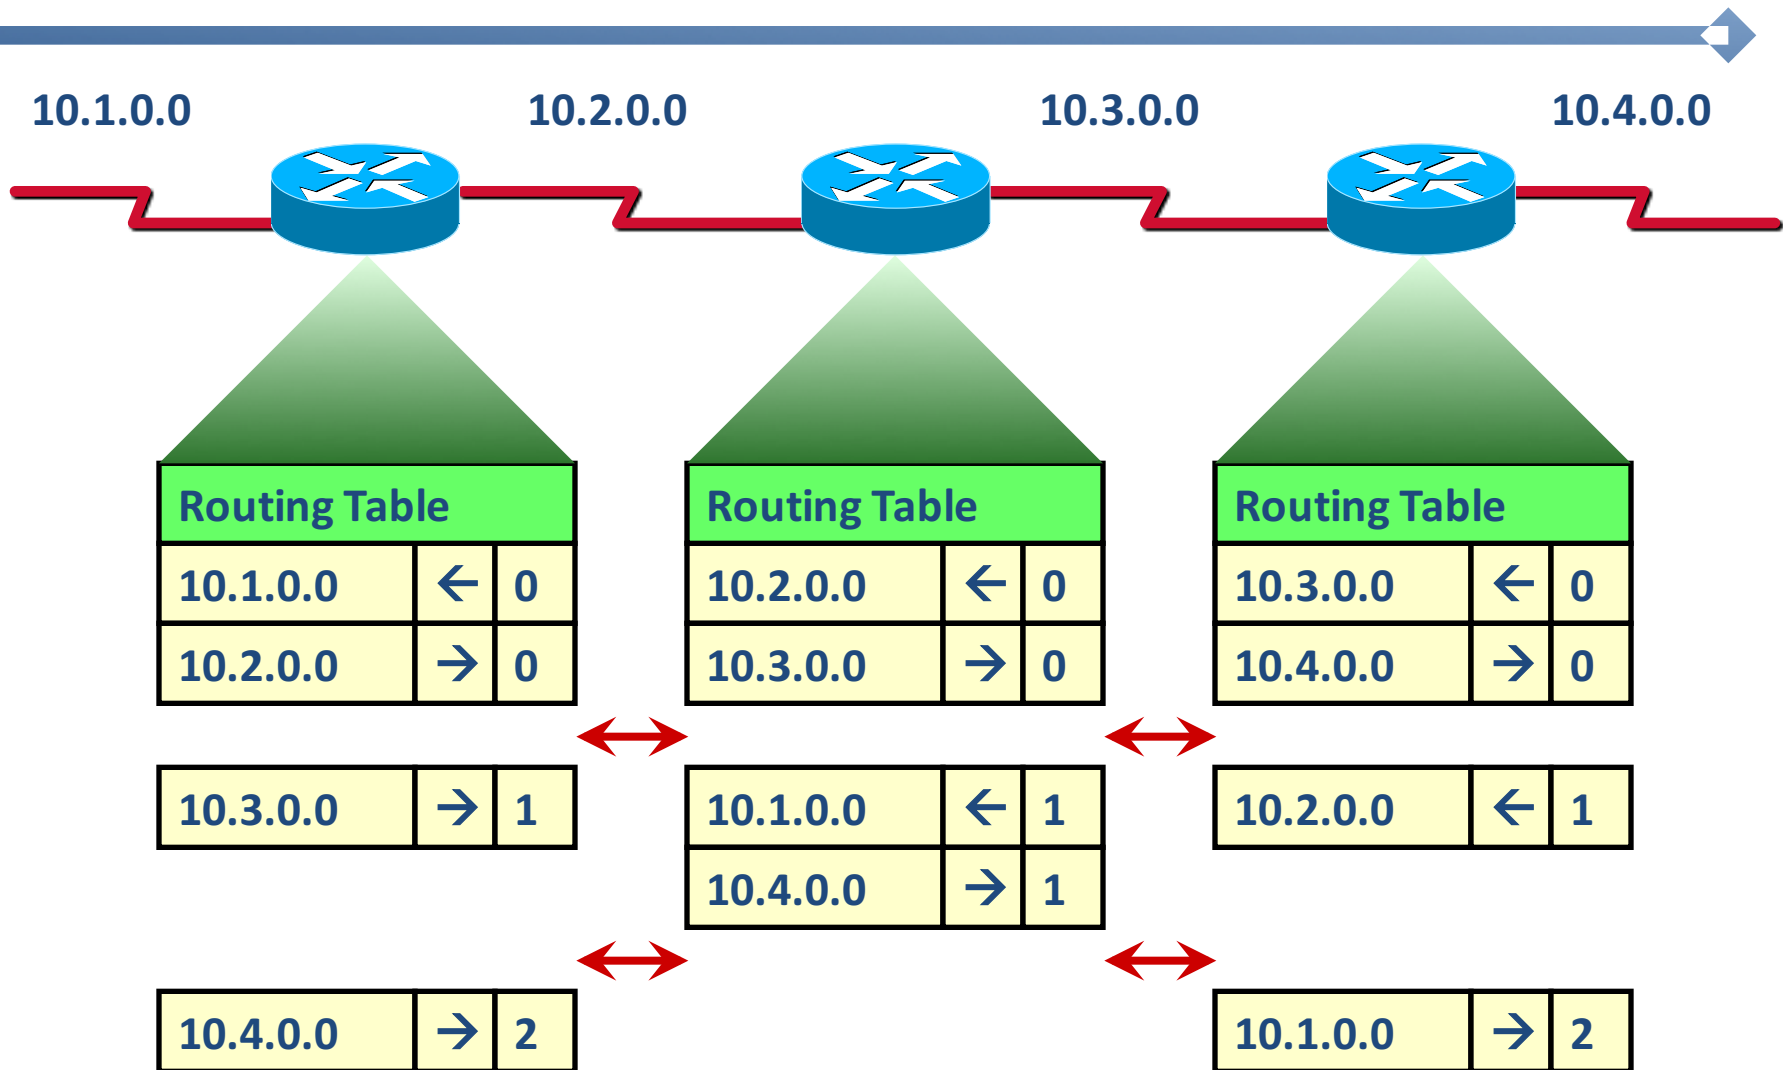 10.1.0.0 10.2.0.0 10.3.0.0 10.4.0.0
Routing Table Routing Table Routing Table
10.1.0.0 ← 0 10.2.0.0 ← 0 10.3.0.0 ← 0
10.2.0.0 → 0 10.3.0.0 → 0 10.4.0.0 → 0
10.3.0.0 → 1 10.1.0.0 ← 1 10.2.0.0 ← 1
10.4.0.0 → 1
10.4.0.0 → 2 10.1.0.0 → 2